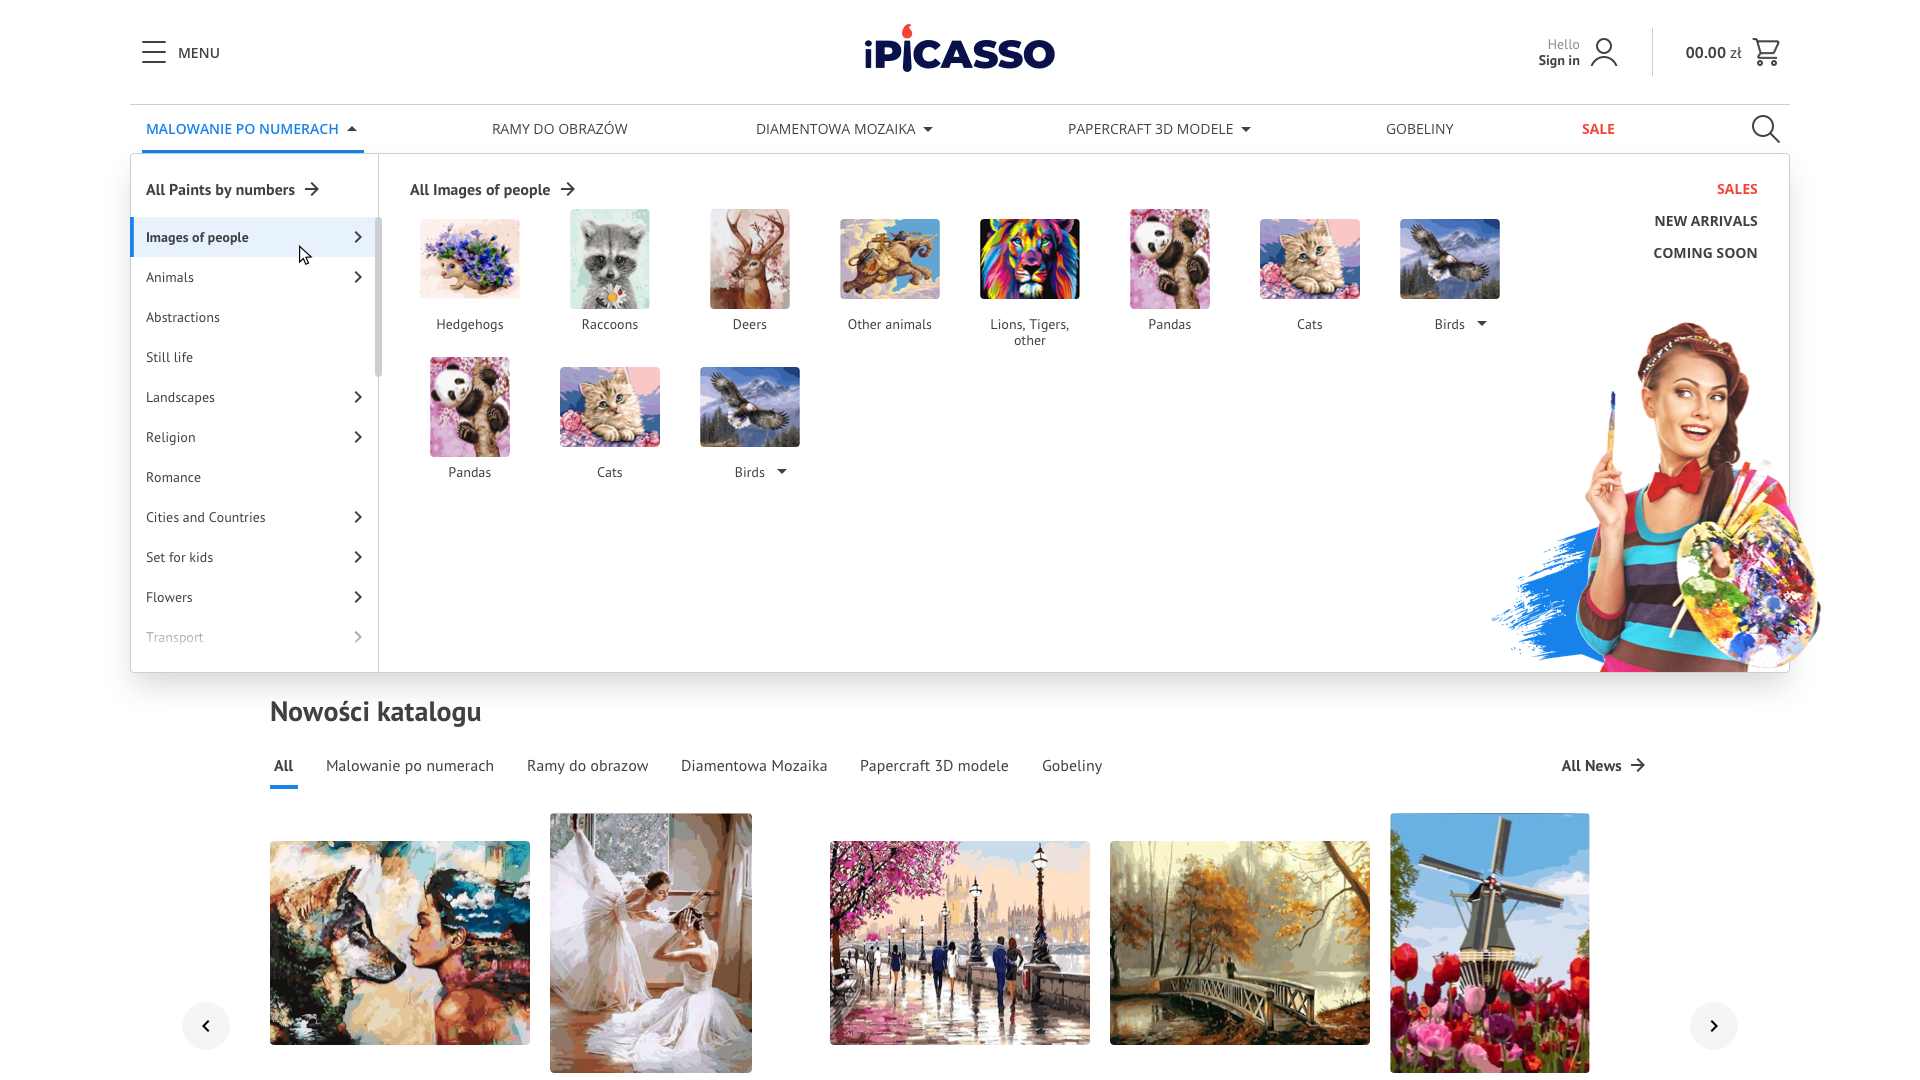 MENU
iPICASSO
Hello
Sign in
00.00 zł
MALOWANIE PO NUMERACH
RAMY DO OBRAZÓW
DIAMENTOWA MOZAIKA
PAPERCRAFT 3D MODELE
GOBELINY
SALE
All Paints by numbers
Images of people
Animals
Abstractions
Still life
Landscapes
Religion
Romance
Cities and Countries
Set for kids
Flowers
Transport
All Images of people
Hedgehogs
Raccoons
Deers
Other animals
Lions, Tigers,
other
Pandas
Cats
Birds
Pandas
Cats
Birds
SALES
NEW ARRIVALS
COMING SOON
Nowości katalogu
All
Malowanie po numerach
Ramy do obrazow
Diamentowa Mozaika
Papercraft 3D modele
Gobeliny
All News